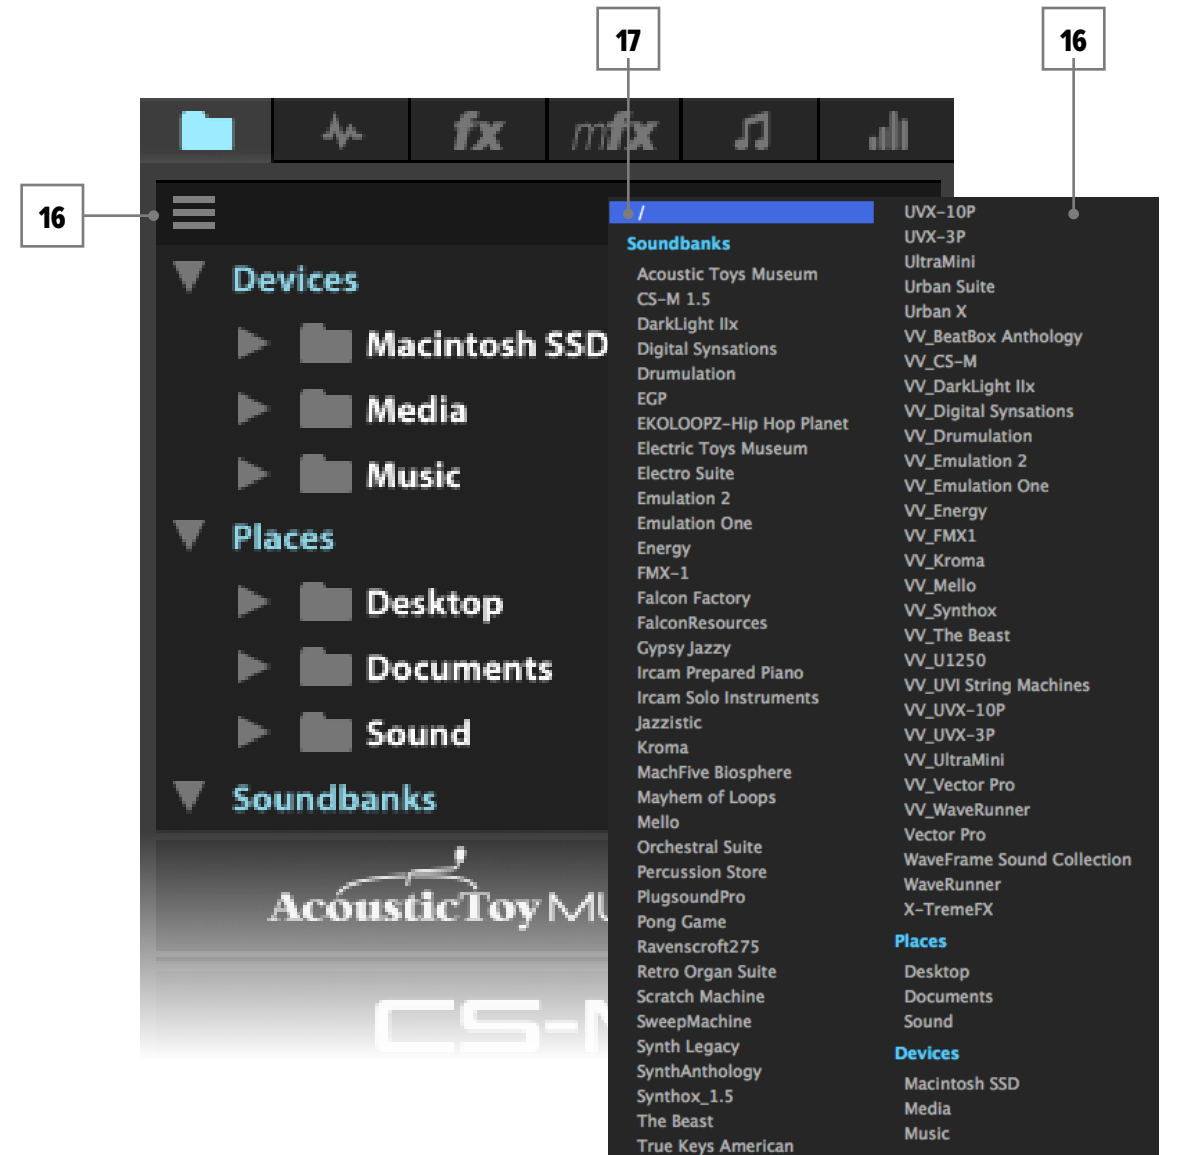 17
16
fx
mfx
16
Devices
Macintosh SSD
Media
Music
Places
Desktop
Documents
Sound
Soundbanks
AcousticToy
/
Soundbanks
Acoustic Toys Museum
CS-M 1.5
DarkLight IIx
Digital Synsations
Drumulation
EGP
EKOLOOPZ-Hip Hop Planet
Electric Toys Museum
Electro Suite
Emulation 2
Emulation One
Energy
FMX-1
Falcon Factory
FalconResources
Gypsy Jazzy
Ircam Prepared Piano
Ircam Solo Instruments
Jazzistic
Kroma
MachFive Biosphere
Mayhem of Loops
Mello
Orchestral Suite
Percussion Store
PlugsoundPro
Pong Game
Ravenscroft275
Retro Organ Suite
Scratch Machine
SweepMachine
Synth Legacy
SynthAnthology
Synthox_1.5
The Beast
True Keys American
UVX-10P
UVX-3P
UltraMini
Urban Suite
Urban X
VV_BeatBox Anthology
VV_CS-M
VV_DarkLight IIx
VV_Digital Synsations
VV_Drumulation
VV_Emulation 2
VV_Emulation One
VV_Energy
VV_FMX1
VV_Kroma
VV_Mello
VV_Synthox
VV_The Beast
VV_U1250
VV_UVI String Machines
VV_UVX-10P
VV_UVX-3P
VV_UltraMini
VV_Vector Pro
VV_WaveRunner
Vector Pro
WaveFrame Sound Collection
WaveRunner
X-TremeFX
Places
Desktop
Documents
Sound
Devices
Macintosh SSD
Media
Music